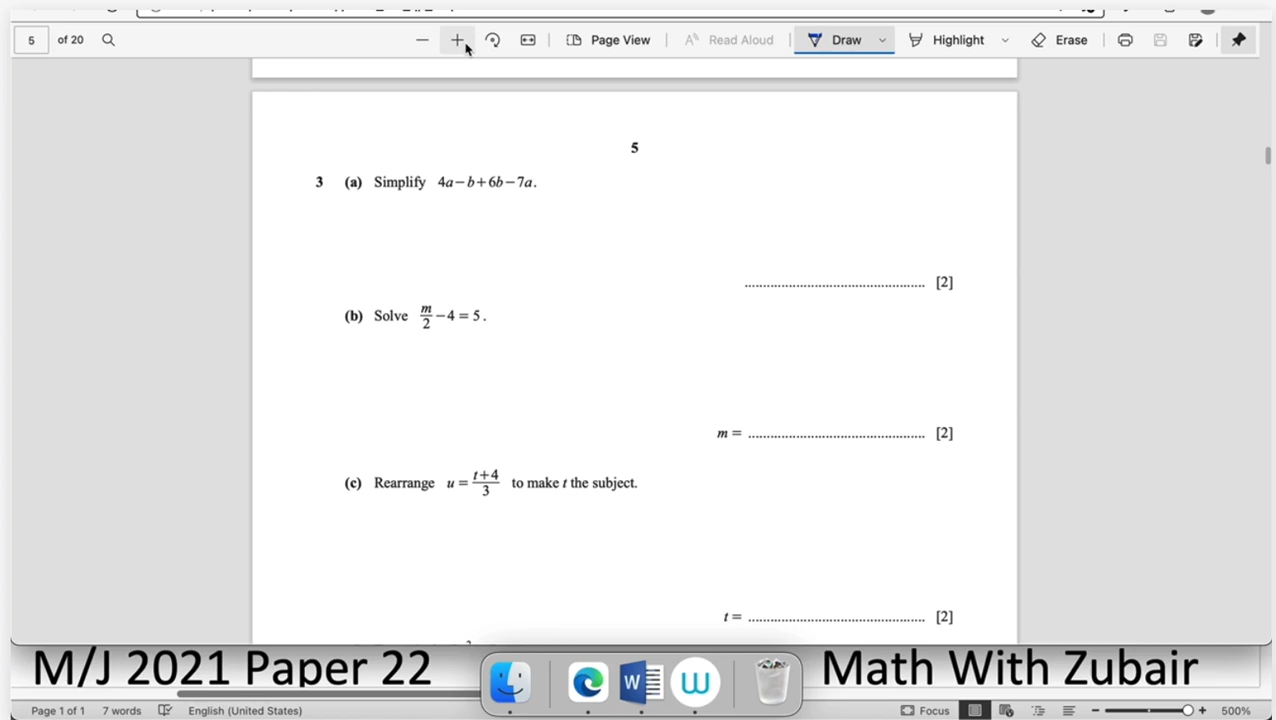 5 of 20 Page View Read Aloud Draw Highlight Erase
5
3 (a) Simplify 4a−b+6b−7a.
.............................................. [2]
(b) Solve m/2 −4 = 5.
m = .............................................. [2]
(c) Rearrange u = t+4/3 to make t the subject.
t = .............................................. [2]
M/J 2021 Paper 22 Math With Zubair
Page 1 of 1 7 words English (United States) Focus 500%